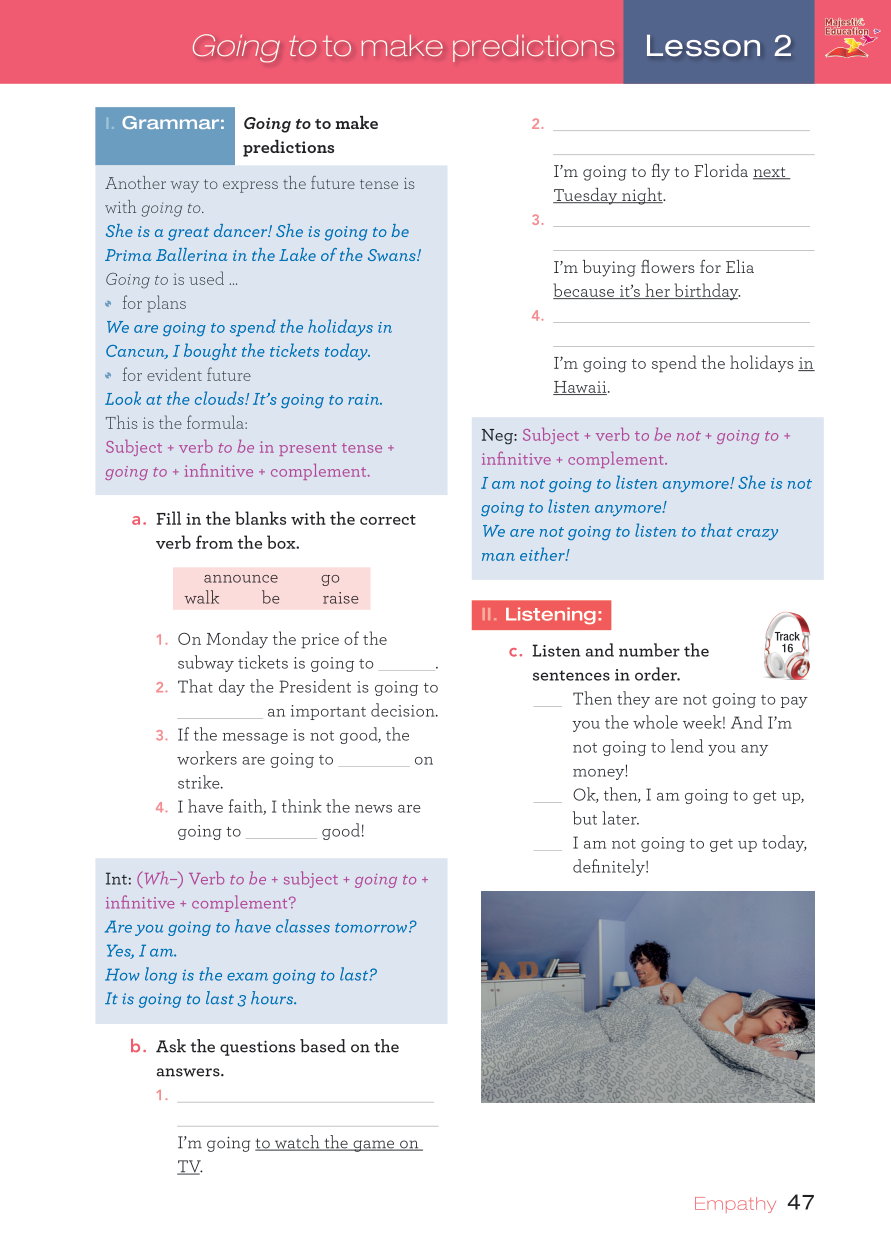 Going to to make predictions
Lesson 2
Majestic
Education
I. Grammar:
Going to to make
predictions
Another way to express the future tense is
with going to.
She is a great dancer! She is going to be
Prima Ballerina in the Lake of the Swans!
Going to is used ...
for plans
We are going to spend the holidays in
Cancun, I bought the tickets today.
for evident future
Look at the clouds! It's going to rain.
This is the formula:
Subject + verb to be in present tense +
going to + infinitive + complement.
a. Fill in the blanks with the correct
verb from the box.
announce go
walk be raise
1. On Monday the price of the
subway tickets is going to ______.
2. That day the President is going to
_________ an important decision.
3. If the message is not good, the
workers are going to ________ on
strike.
4. I have faith, I think the news are
going to ________ good!
Int: (Wh–) Verb to be + subject + going to +
infinitive + complement?
Are you going to have classes tomorrow?
Yes, I am.
How long is the exam going to last?
It is going to last 3 hours.
b. Ask the questions based on the
answers.
1.
I'm going to watch the game on
TV.
2.
I'm going to fly to Florida next
Tuesday night.
3.
I'm buying flowers for Elia
because it's her birthday.
4.
I'm going to spend the holidays in
Hawaii.
Neg: Subject + verb to be not + going to +
infinitive + complement.
I am not going to listen anymore! She is not
going to listen anymore!
We are not going to listen to that crazy
man either!
II. Listening:
Track
16
c. Listen and number the
sentences in order.
___ Then they are not going to pay
you the whole week! And I'm
not going to lend you any
money!
___ Ok, then, I am going to get up,
but later.
___ I am not going to get up today,
definitely!
Empathy 47